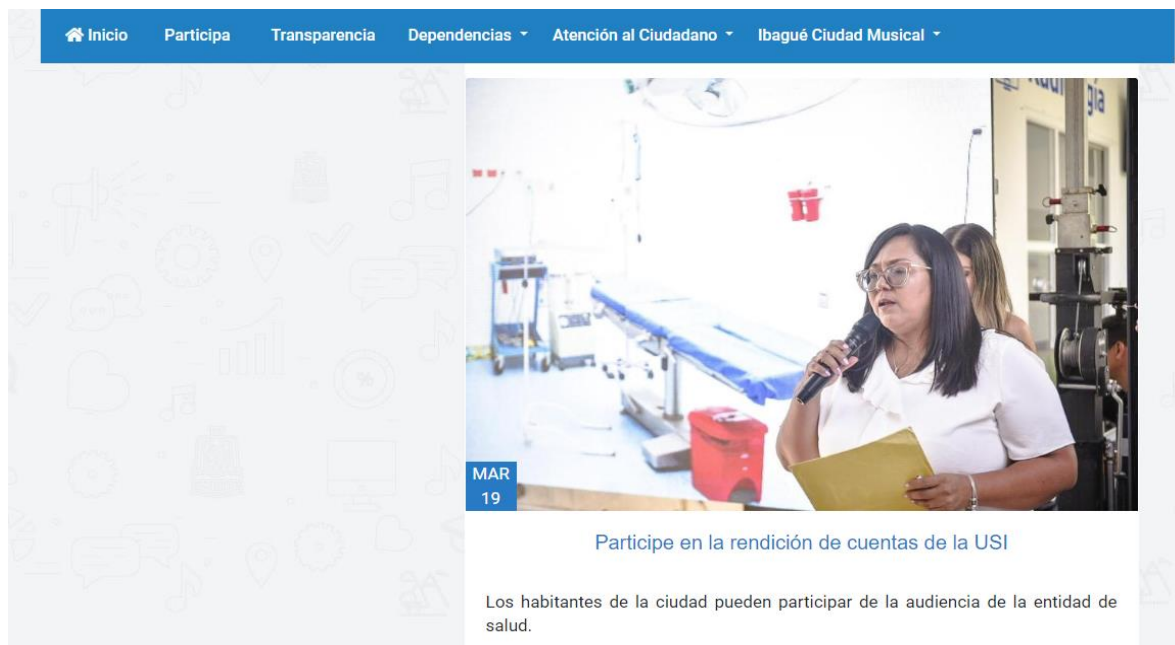 Inicio Participa Transparencia Dependencias Atención al Ciudadano Ibagué Ciudad Musical
MAR
19
Participe en la rendición de cuentas de la USI
Los habitantes de la ciudad pueden participar de la audiencia de la entidad de
salud.